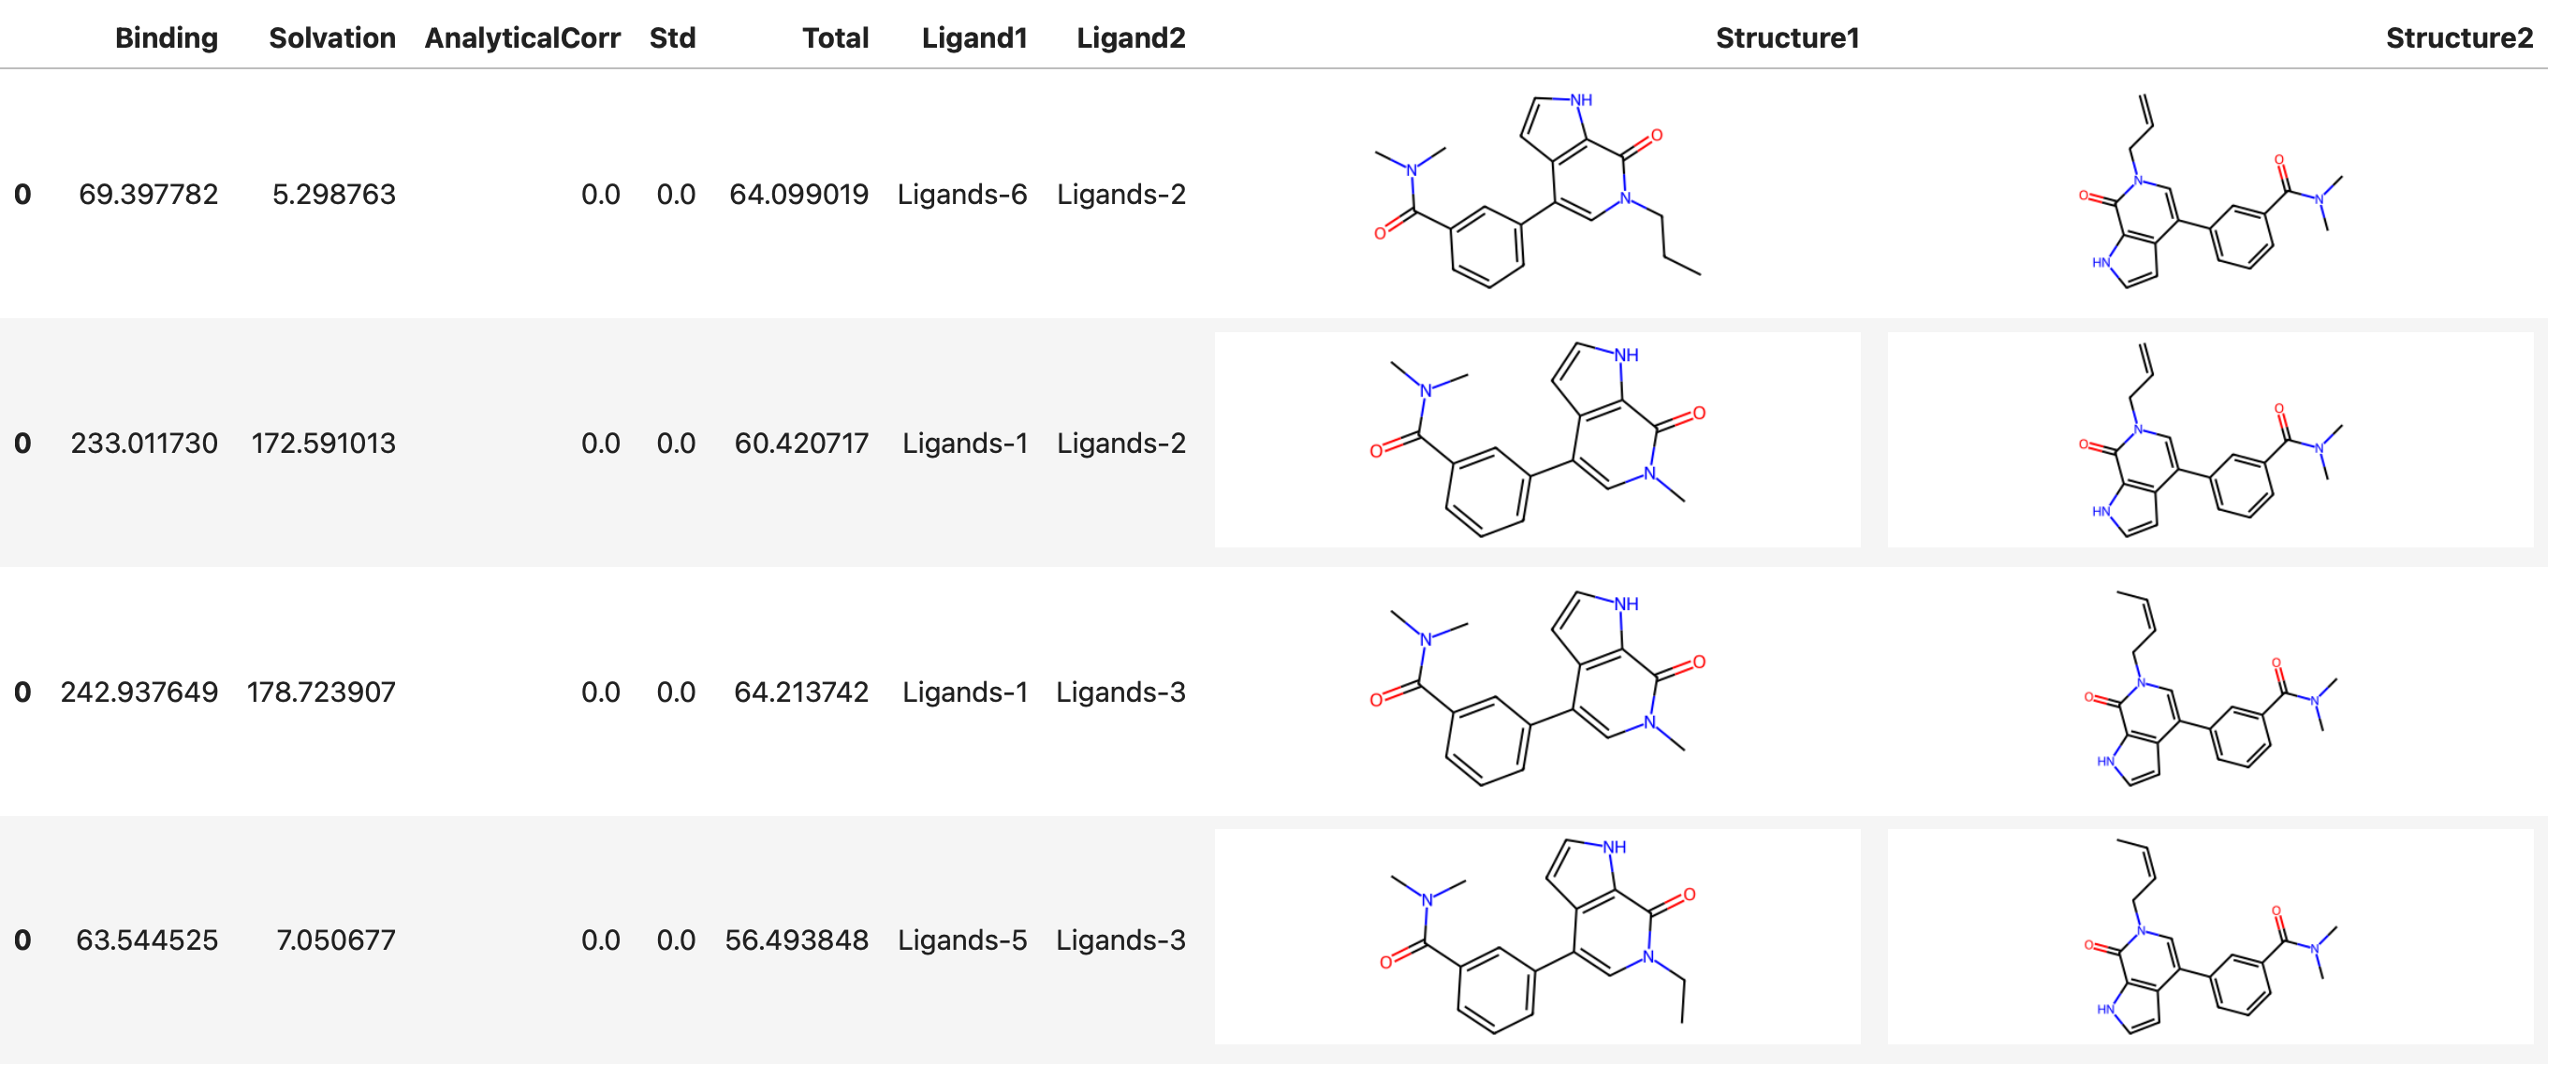 Binding Solvation AnalyticalCorr Std Total Ligand1 Ligand2 Structure1 Structure2
0 69.397782 5.298763 0.0 0.0 64.099019 Ligands-6 Ligands-2
NH
O
N
N
O
O
N
O
N
HN
0 233.011730 172.591013 0.0 0.0 60.420717 Ligands-1 Ligands-2
NH
N
O
O
N
O
N
O
N
HN
0 242.937649 178.723907 0.0 0.0 64.213742 Ligands-1 Ligands-3
NH
N
O
O
N
O
N
O
N
HN
0 63.544525 7.050677 0.0 0.0 56.493848 Ligands-5 Ligands-3
NH
O
N
N
O
O
N
O
N
HN